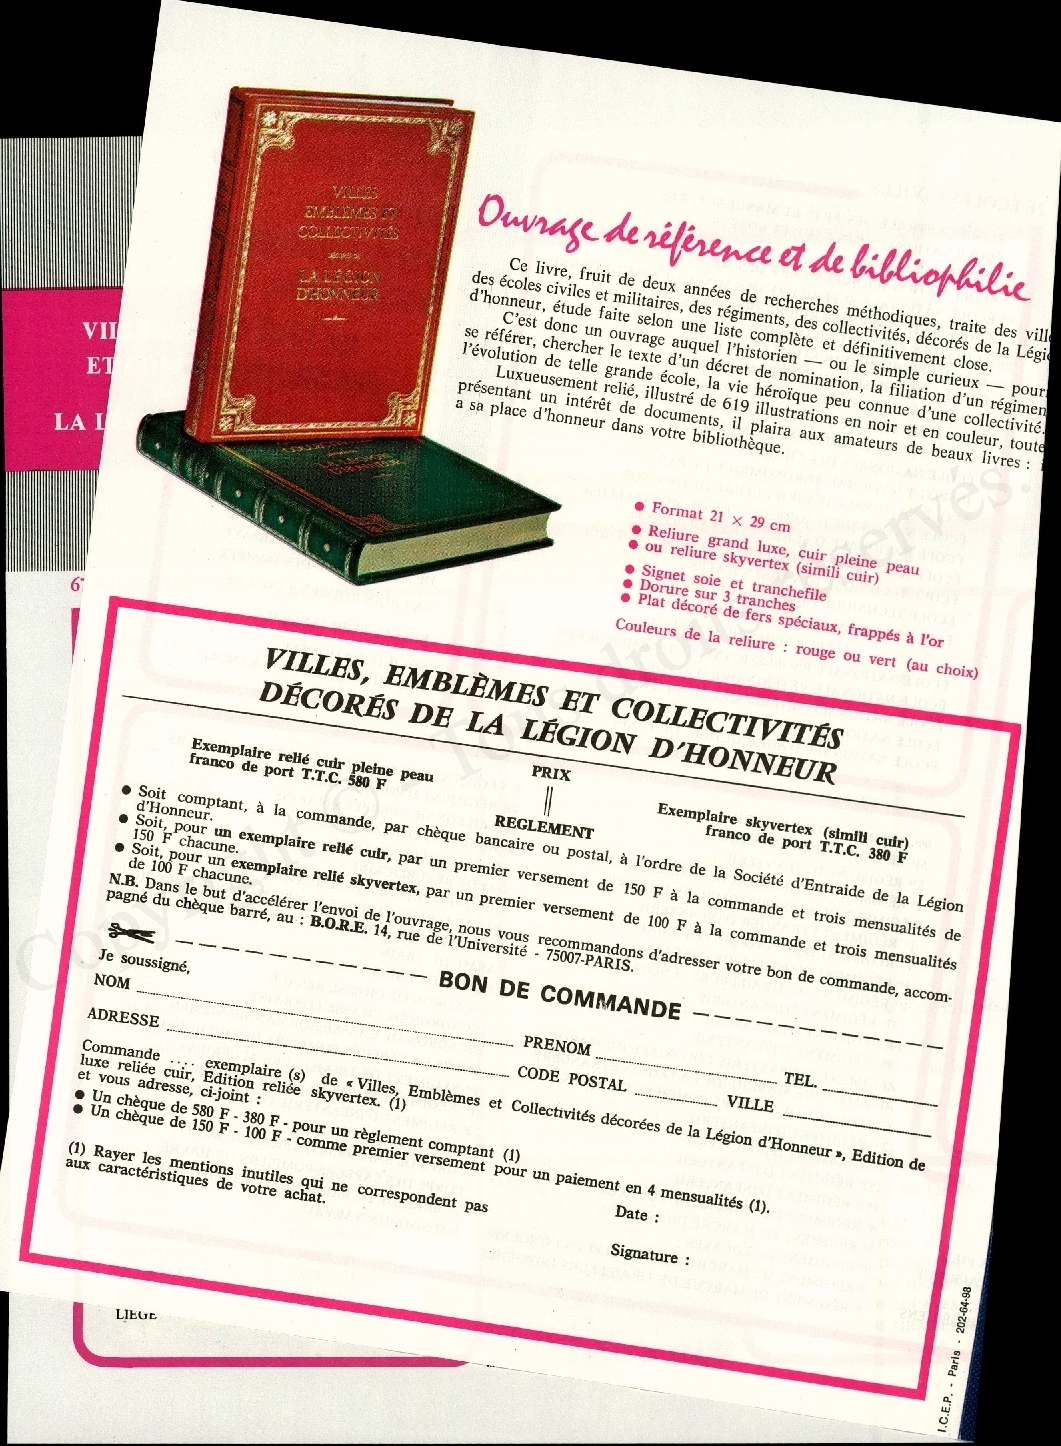 VILLES
EMBLÈMES ET
COLLECTIVITÉS
LA LÉGION
D'HONNEUR
VIL
ET
LA L
Ouvrage de référence et de bibliophilie
Ce livre, fruit de deux années de recherches méthodiques, traite des vill
des écoles civiles et militaires, des régiments, des collectivités, décorés de la Légi
d'honneur, étude faite selon une liste complète et définitivement close.
C'est donc un ouvrage auquel l'historien — ou le simple curieux — pour
se référer, chercher le texte d'un décret de nomination, la filiation d'un régimen
l'évolution de telle grande école, la vie héroïque peu connue d'une collectivité.
Luxueusement relié, illustré de 619 illustrations en noir et en couleur, toute
présentant un intérêt de documents, il plaira aux amateurs de beaux livres : i
a sa place d'honneur dans votre bibliothèque.
● Format 21 × 29 cm
● Reliure grand luxe, cuir pleine peau
● ou reliure skyvertex (simili cuir)
● Signet soie et tranchefile
● Dorure sur 3 tranches
● Plat décoré de fers spéciaux, frappés à l'or
Couleurs de la reliure : rouge ou vert (au choix)
VILLES, EMBLÈMES ET COLLECTIVITÉS
DÉCORÉS DE LA LÉGION D'HONNEUR
Exemplaire relié cuir pleine peau
franco de port T.T.C. 580 F
PRIX
||
REGLEMENT
Exemplaire skyvertex (simili cuir)
franco de port T.T.C. 380 F
● Soit comptant, à la commande, par chèque bancaire ou postal, à l'ordre de la Société d'Entraide de la Légion
d'Honneur.
● Soit, pour un exemplaire relié cuir, par un premier versement de 150 F à la commande et trois mensualités de
150 F chacune.
● Soit, pour un exemplaire relié skyvertex, par un premier versement de 100 F à la commande et trois mensualités
de 100 F chacune.
N.B. Dans le but d'accélérer l'envoi de l'ouvrage, nous vous recommandons d'adresser votre bon de commande, accom-
pagné du chèque barré, au : B.O.R.E. 14, rue de l'Université - 75007-PARIS.
BON DE COMMANDE
Je soussigné,
NOM PRENOM TEL.
ADRESSE CODE POSTAL VILLE
Commande .... exemplaire (s) de « Villes, Emblèmes et Collectivités décorées de la Légion d'Honneur », Edition de
luxe reliée cuir, Edition reliée skyvertex. (1)
et vous adresse, ci-joint :
● Un chèque de 580 F - 380 F - pour un règlement comptant (1)
● Un chèque de 150 F - 100 F - comme premier versement pour un paiement en 4 mensualités (1).
(1) Rayer les mentions inutiles qui ne correspondent pas
aux caractéristiques de votre achat.
Date :
Signature :
I.C.E.P. - Paris - 202-64-98
LIEGE
Copyright © Tous droits réservés.